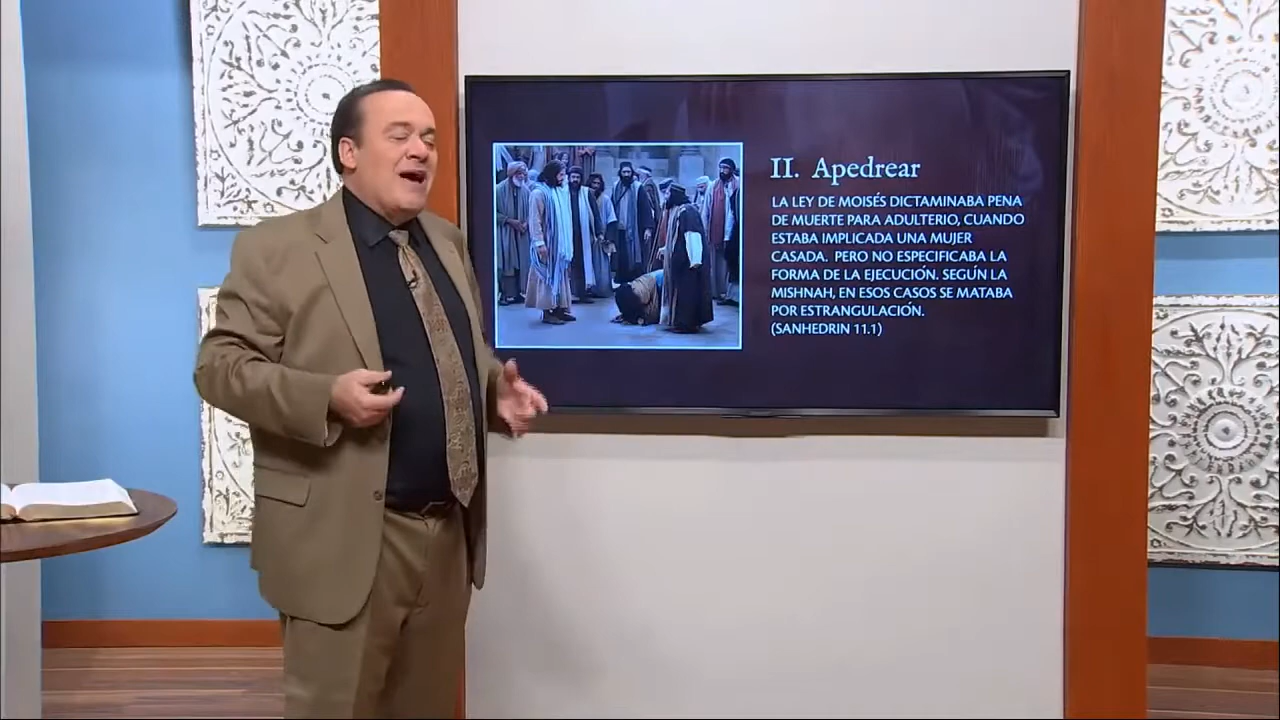 II. Apedrear
LA LEY DE MOISÉS DICTAMINABA PENA
DE MUERTE PARA ADULTERIO, CUANDO
ESTABA IMPLICADA UNA MUJER
CASADA. PERO NO ESPECIFICABA LA
FORMA DE LA EJECUCIÓN. SEGÚN LA
MISHNAH, EN ESOS CASOS SE MATABA
POR ESTRANGULACIÓN.
(SANHEDRIN 11.1)